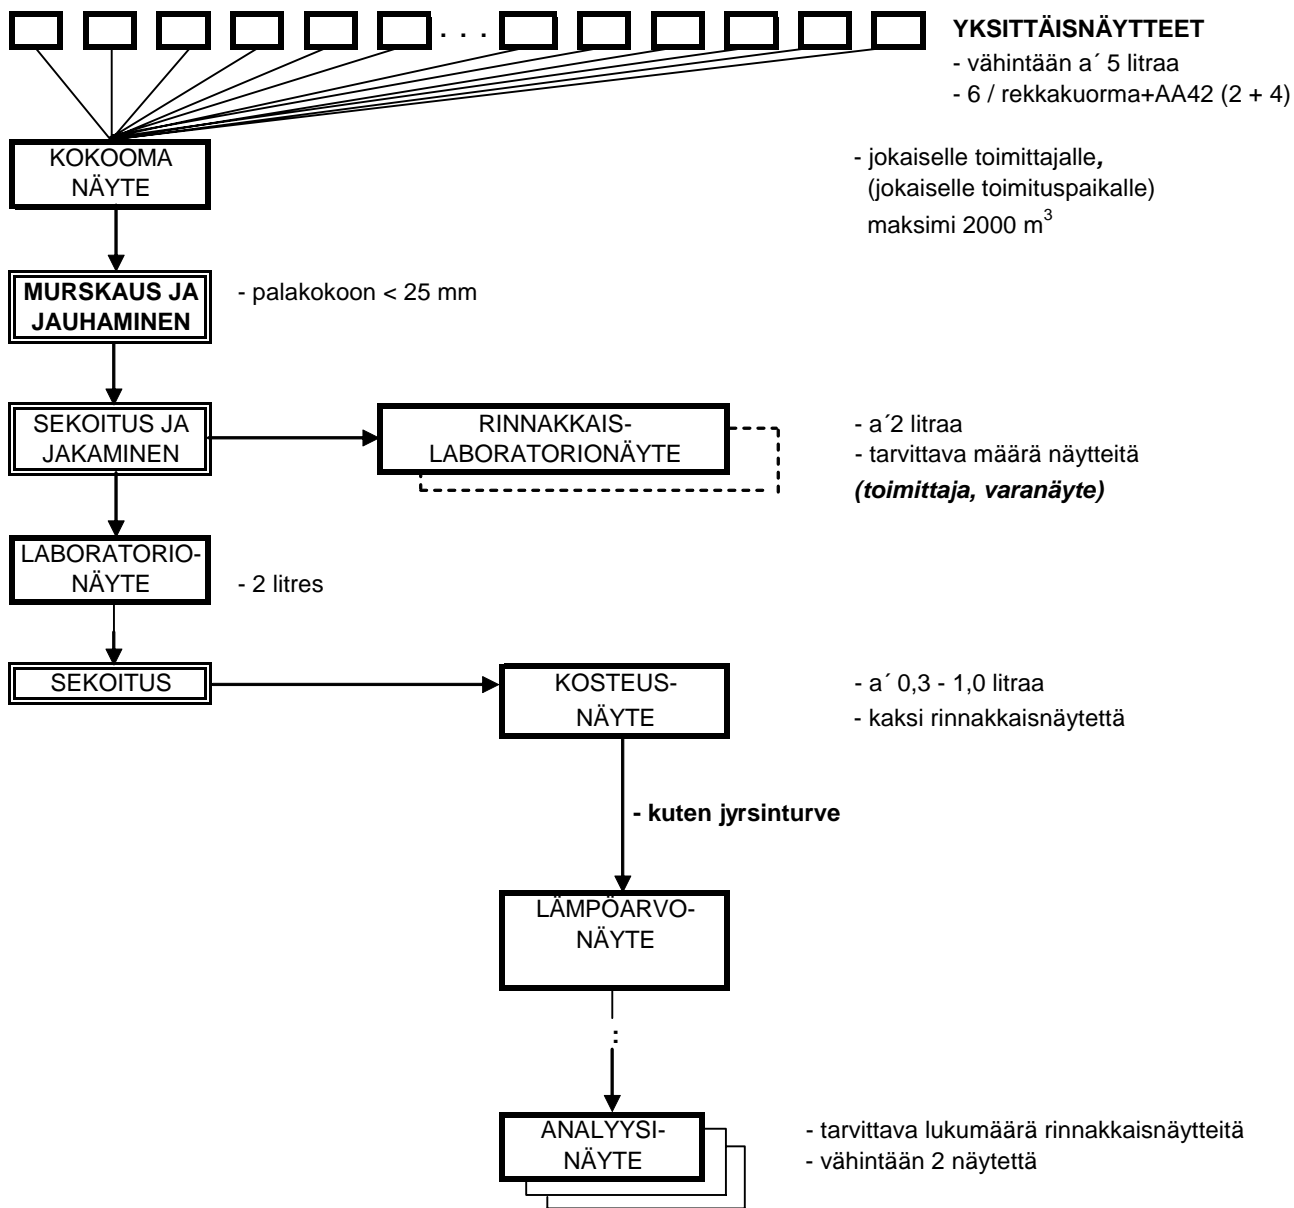 . . .
YKSITTÄISNÄYTTEET
- vähintään a´ 5 litraa
- 6 / rekkakuorma+AA42 (2 + 4)
KOKOOMA
NÄYTE
- jokaiselle toimittajalle,
(jokaiselle toimituspaikalle)
maksimi 2000 m³
MURSKAUS JA
JAUHAMINEN
- palakokoon < 25 mm
SEKOITUS JA
JAKAMINEN
RINNAKKAIS-
LABORATORIONÄYTE
- a´2 litraa
- tarvittava määrä näytteitä
(toimittaja, varanäyte)
LABORATORIO-
NÄYTE
- 2 litres
SEKOITUS
KOSTEUS-
NÄYTE
- a´ 0,3 - 1,0 litraa
- kaksi rinnakkaisnäytettä
- kuten jyrsinturve
LÄMPÖARVO-
NÄYTE
:
ANALYYSI-
NÄYTE
- tarvittava lukumäärä rinnakkaisnäytteitä
- vähintään 2 näytettä